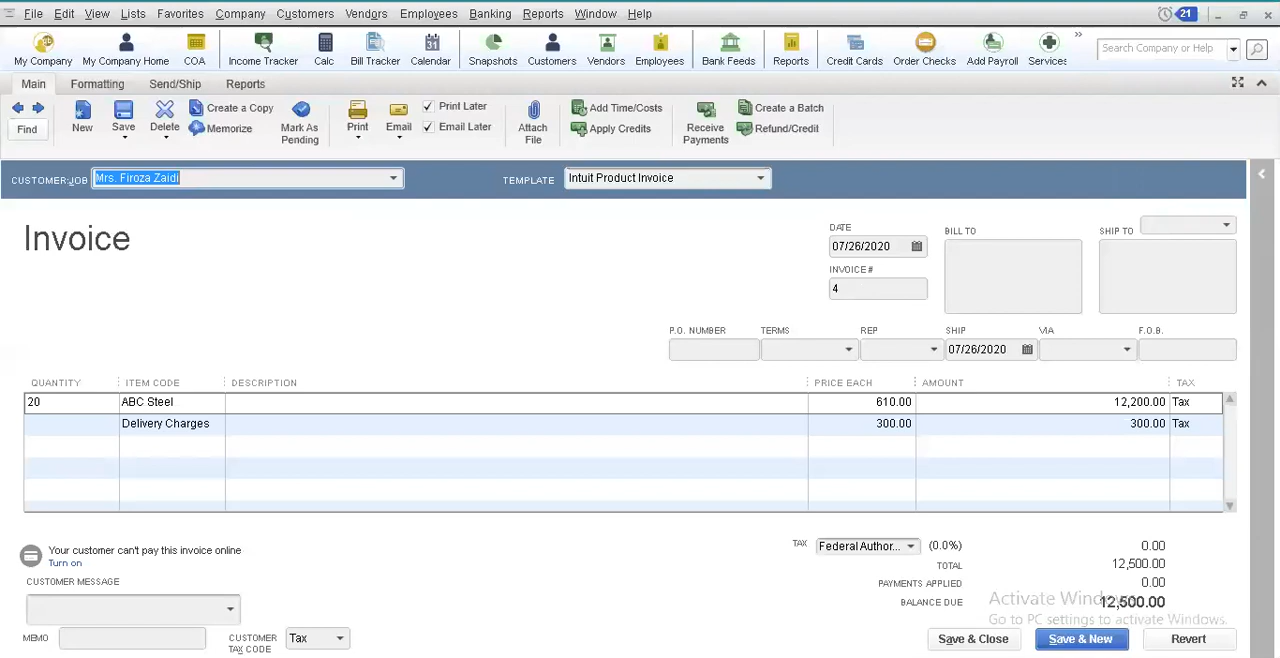 File Edit View Lists Favorites Company Customers Vendors Employees Banking Reports Window Help 21
My Company My Company Home COA Income Tracker Calc Bill Tracker 31 Calendar Snapshots Customers Vendors Employees Bank Feeds Reports Credit Cards Order Checks Add Payroll Services » Search Company or Help
Main Formatting Send/Ship Reports
Find New Save Delete Create a Copy Memorize Mark As Pending Print Email Print Later Email Later Attach File Add Time/Costs Apply Credits Receive Payments Create a Batch Refund/Credit
CUSTOMER:JOB Mrs. Firoza Zaidi TEMPLATE Intuit Product Invoice
Invoice
DATE BILL TO SHIP TO
07/26/2020
INVOICE #
4
P.O. NUMBER TERMS REP SHIP VIA F.O.B.
07/26/2020
QUANTITY ITEM CODE DESCRIPTION PRICE EACH AMOUNT TAX
20 ABC Steel 610.00 12,200.00 Tax
Delivery Charges 300.00 300.00 Tax
Your customer can't pay this invoice online
Turn on
TAX Federal Author... (0.0%) 0.00
TOTAL 12,500.00
CUSTOMER MESSAGE
PAYMENTS APPLIED 0.00
BALANCE DUE 12,500.00
Activate Windows
Go to PC settings to activate Windows.
MEMO CUSTOMER TAX CODE Tax
Save & Close Save & New Revert